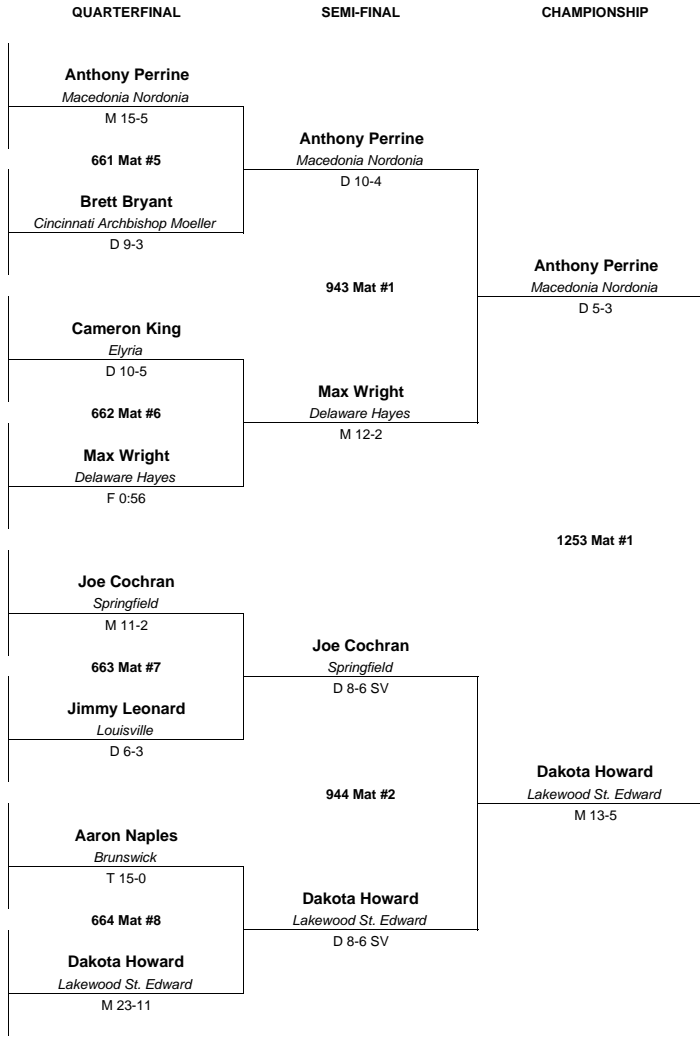 QUARTERFINAL
SEMI-FINAL
CHAMPIONSHIP
Anthony Perrine
Macedonia Nordonia
M 15-5
661 Mat #5
Brett Bryant
Cincinnati Archbishop Moeller
D 9-3
Cameron King
Elyria
D 10-5
662 Mat #6
Max Wright
Delaware Hayes
F 0:56
Joe Cochran
Springfield
M 11-2
663 Mat #7
Jimmy Leonard
Louisville
D 6-3
Aaron Naples
Brunswick
T 15-0
664 Mat #8
Dakota Howard
Lakewood St. Edward
M 23-11
Anthony Perrine
Macedonia Nordonia
D 10-4
943 Mat #1
Max Wright
Delaware Hayes
M 12-2
Joe Cochran
Springfield
D 8-6 SV
944 Mat #2
Dakota Howard
Lakewood St. Edward
D 8-6 SV
Anthony Perrine
Macedonia Nordonia
D 5-3
1253 Mat #1
Dakota Howard
Lakewood St. Edward
M 13-5